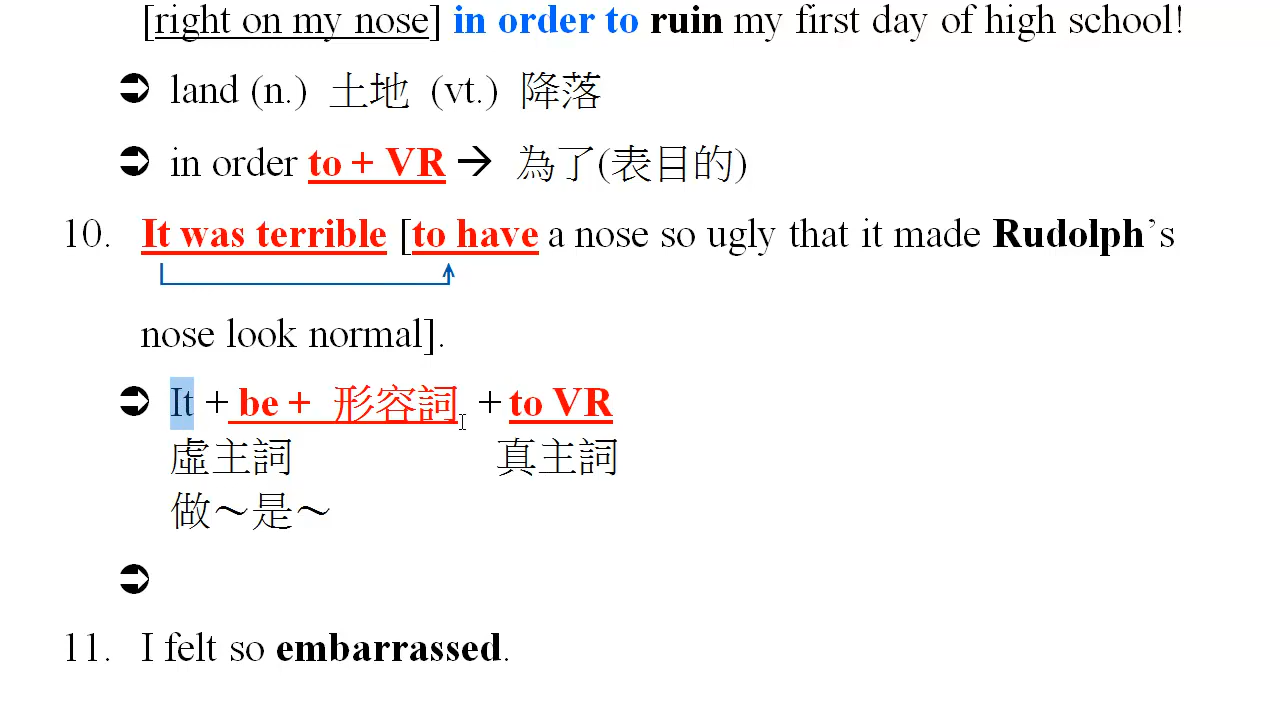 [right on my nose] in order to ruin my first day of high school!
➲ land (n.) 土地 (vt.) 降落
➲ in order to + VR → 為了(表目的)
10. It was terrible [to have a nose so ugly that it made Rudolph’s
nose look normal].
➲ It + be + 形容詞 + to VR
虛主詞 真主詞
做～是～
➲
11. I felt so embarrassed.